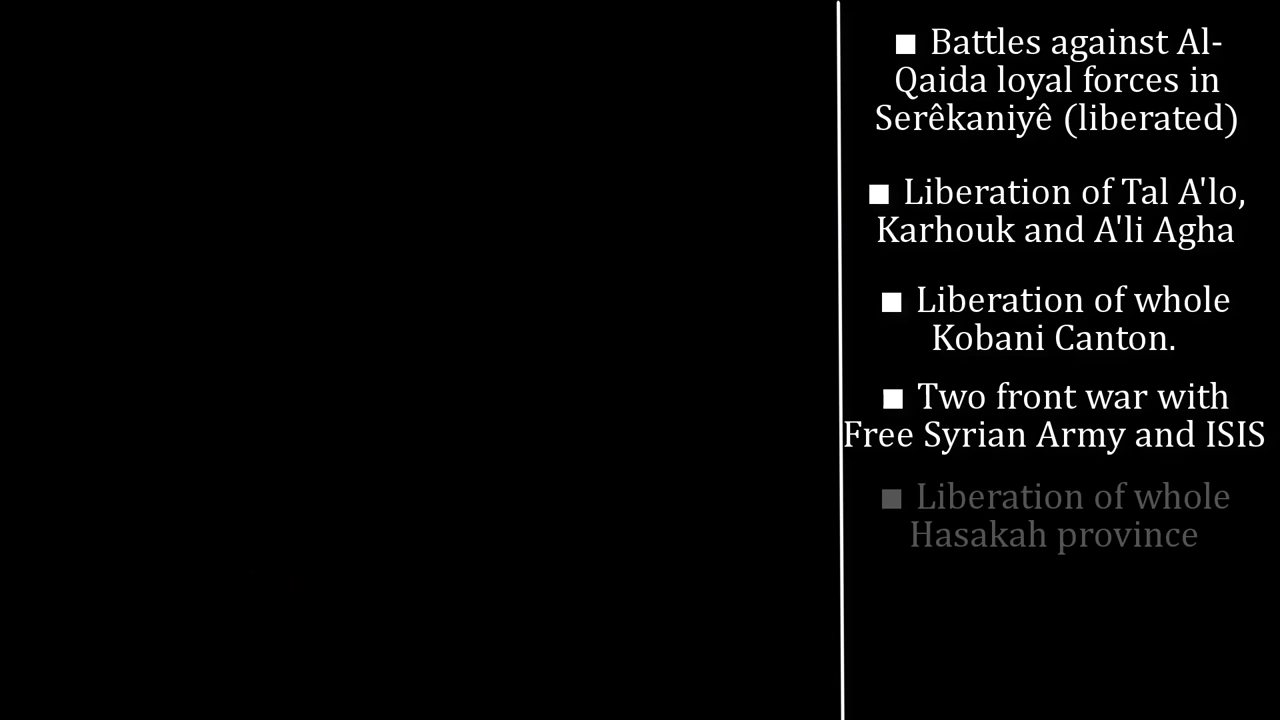 ■ Battles against Al-
Qaida loyal forces in
Serêkaniyê (liberated)
■ Liberation of Tal A'lo,
Karhouk and A'li Agha
■ Liberation of whole
Kobani Canton.
■ Two front war with
Free Syrian Army and ISIS
■ Liberation of whole
Hasakah province